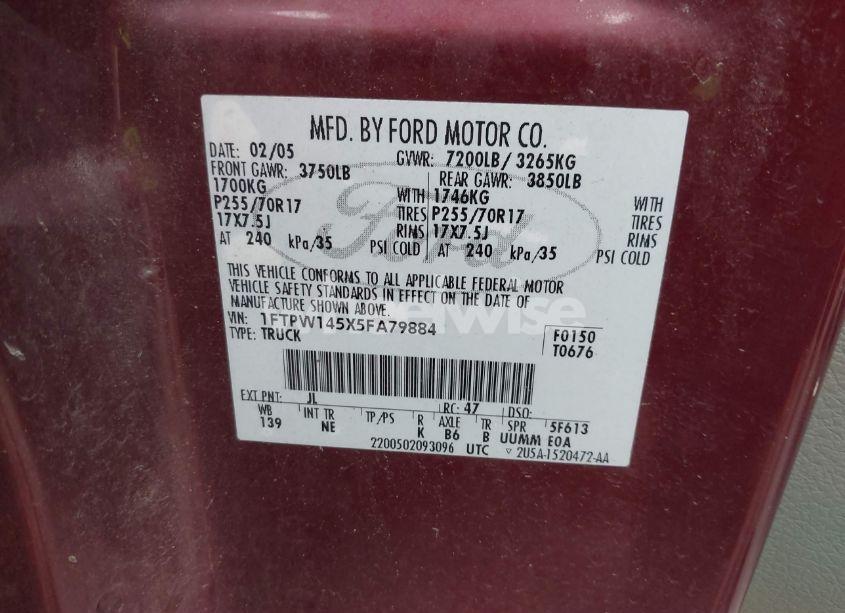 MFD. BY FORD MOTOR CO.
DATE: 02/05 GVWR: 7200LB / 3265KG
FRONT GAWR: 3750LB REAR GAWR: 3850LB
1700KG WITH 1746KG WITH
P255/70R17 TIRES P255/70R17 TIRES
17X7.5J RIMS 17X7.5J RIMS
AT 240 kPa/35 PSI COLD AT 240 kPa/35 PSI COLD
THIS VEHICLE CONFORMS TO ALL APPLICABLE FEDERAL MOTOR
VEHICLE SAFETY STANDARDS IN EFFECT ON THE DATE OF
MANUFACTURE SHOWN ABOVE.
VIN: 1FTPW145X5FA79884 F0150
TYPE: TRUCK T0676
EXT PNT: JL RC: 47 DSO:
WB INT TR TP/PS R AXLE TR SPR 5F613
139 NE K B6 B UUMM E0A
2200502093096 UTC ▽ 2U5A-1520472-AA
Ford